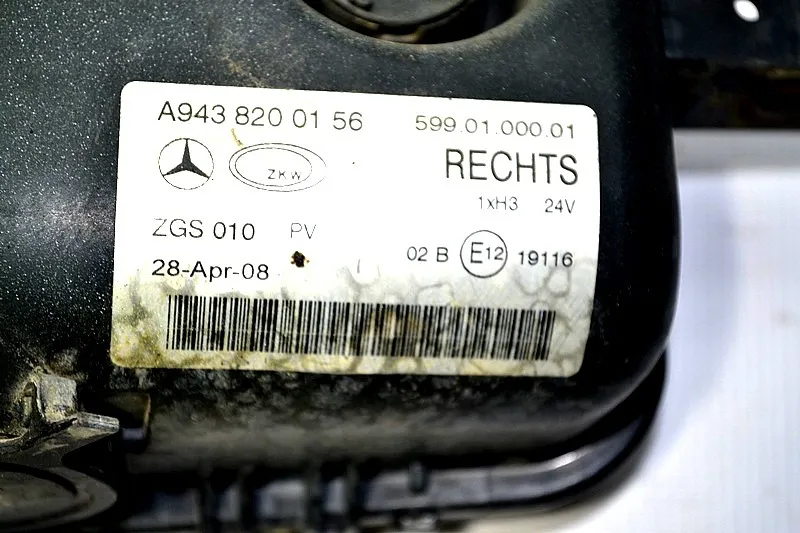 A943 820 01 56 599.01.000.01
ZKW RECHTS
1xH3 24V
ZGS 010 PV
02 B E12 19116
28-Apr-08